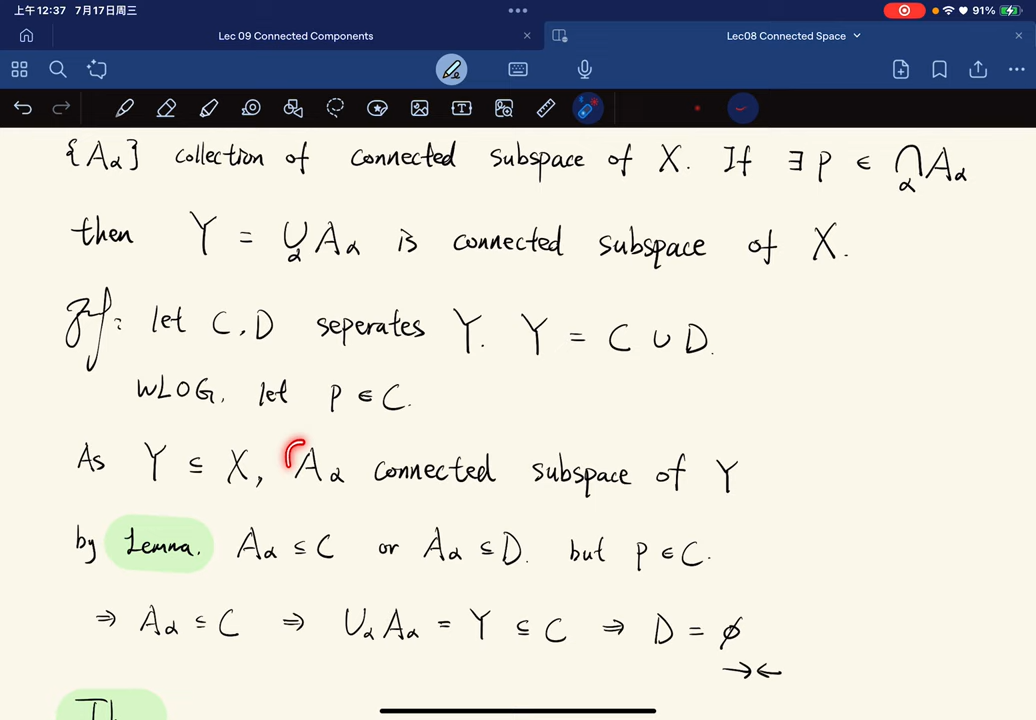 上午12:37 7月17日周三
91%
Lec 09 Connected Components
Lec08 Connected Space
{Aα} collection of connected subspace of X. If ∃ p ∈ ⋂α Aα
then Y = ∪α Aα is connected subspace of X.
pf: let C, D seperates Y. Y = C ∪ D.
WLOG, let p ∈ C.
As Y ⊆ X, Aα connected subspace of Y
by Lemma. Aα ⊆ C or Aα ⊆ D. but p ∈ C.
⇒ Aα ⊆ C ⇒ ∪α Aα = Y ⊆ C ⇒ D = ∅
→←